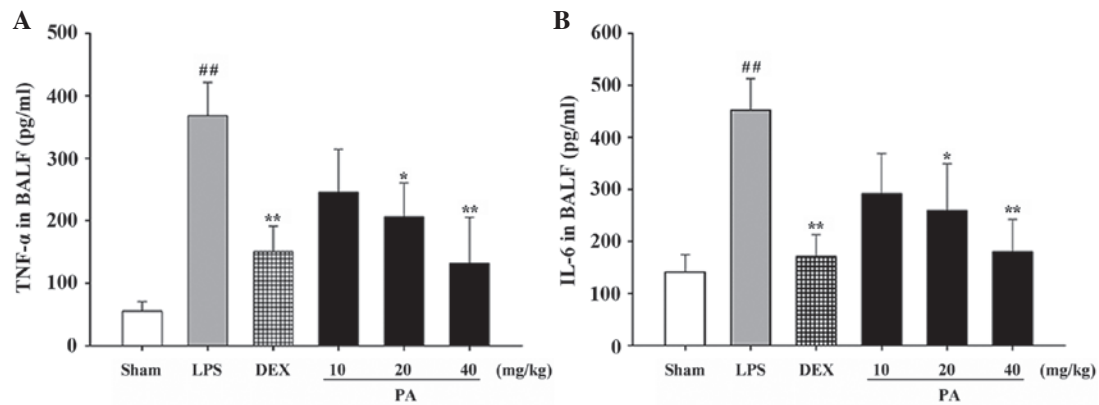 A
TNF-α in BALF (pg/ml)
500
400
300
200
100
0
##
**
*
**
Sham LPS DEX 10 20 40 (mg/kg)
PA
B
IL-6 in BALF (pg/ml)
600
500
400
300
200
100
0
##
**
*
**
Sham LPS DEX 10 20 40 (mg/kg)
PA